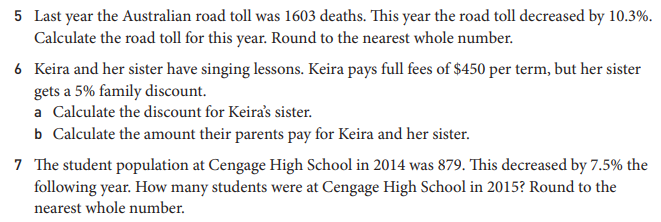 5 Last year the Australian road toll was 1603 deaths. This year the road toll decreased by 10.3%.
Calculate the road toll for this year. Round to the nearest whole number.
6 Keira and her sister have singing lessons. Keira pays full fees of $450 per term, but her sister
gets a 5% family discount.
a Calculate the discount for Keira's sister.
b Calculate the amount their parents pay for Keira and her sister.
7 The student population at Cengage High School in 2014 was 879. This decreased by 7.5% the
following year. How many students were at Cengage High School in 2015? Round to the
nearest whole number.